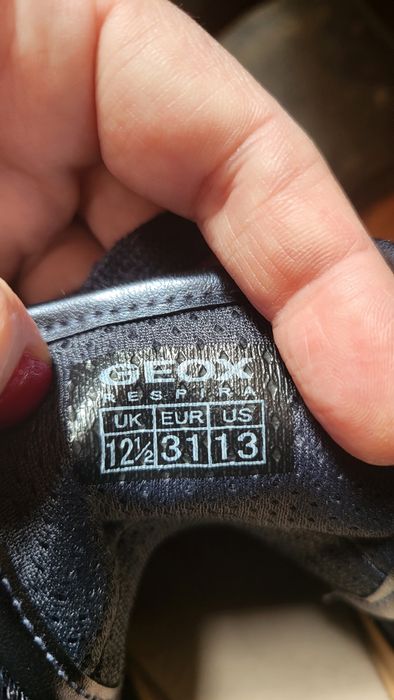 GEOX
RESPIRA
UK EUR US
12½ 31 13